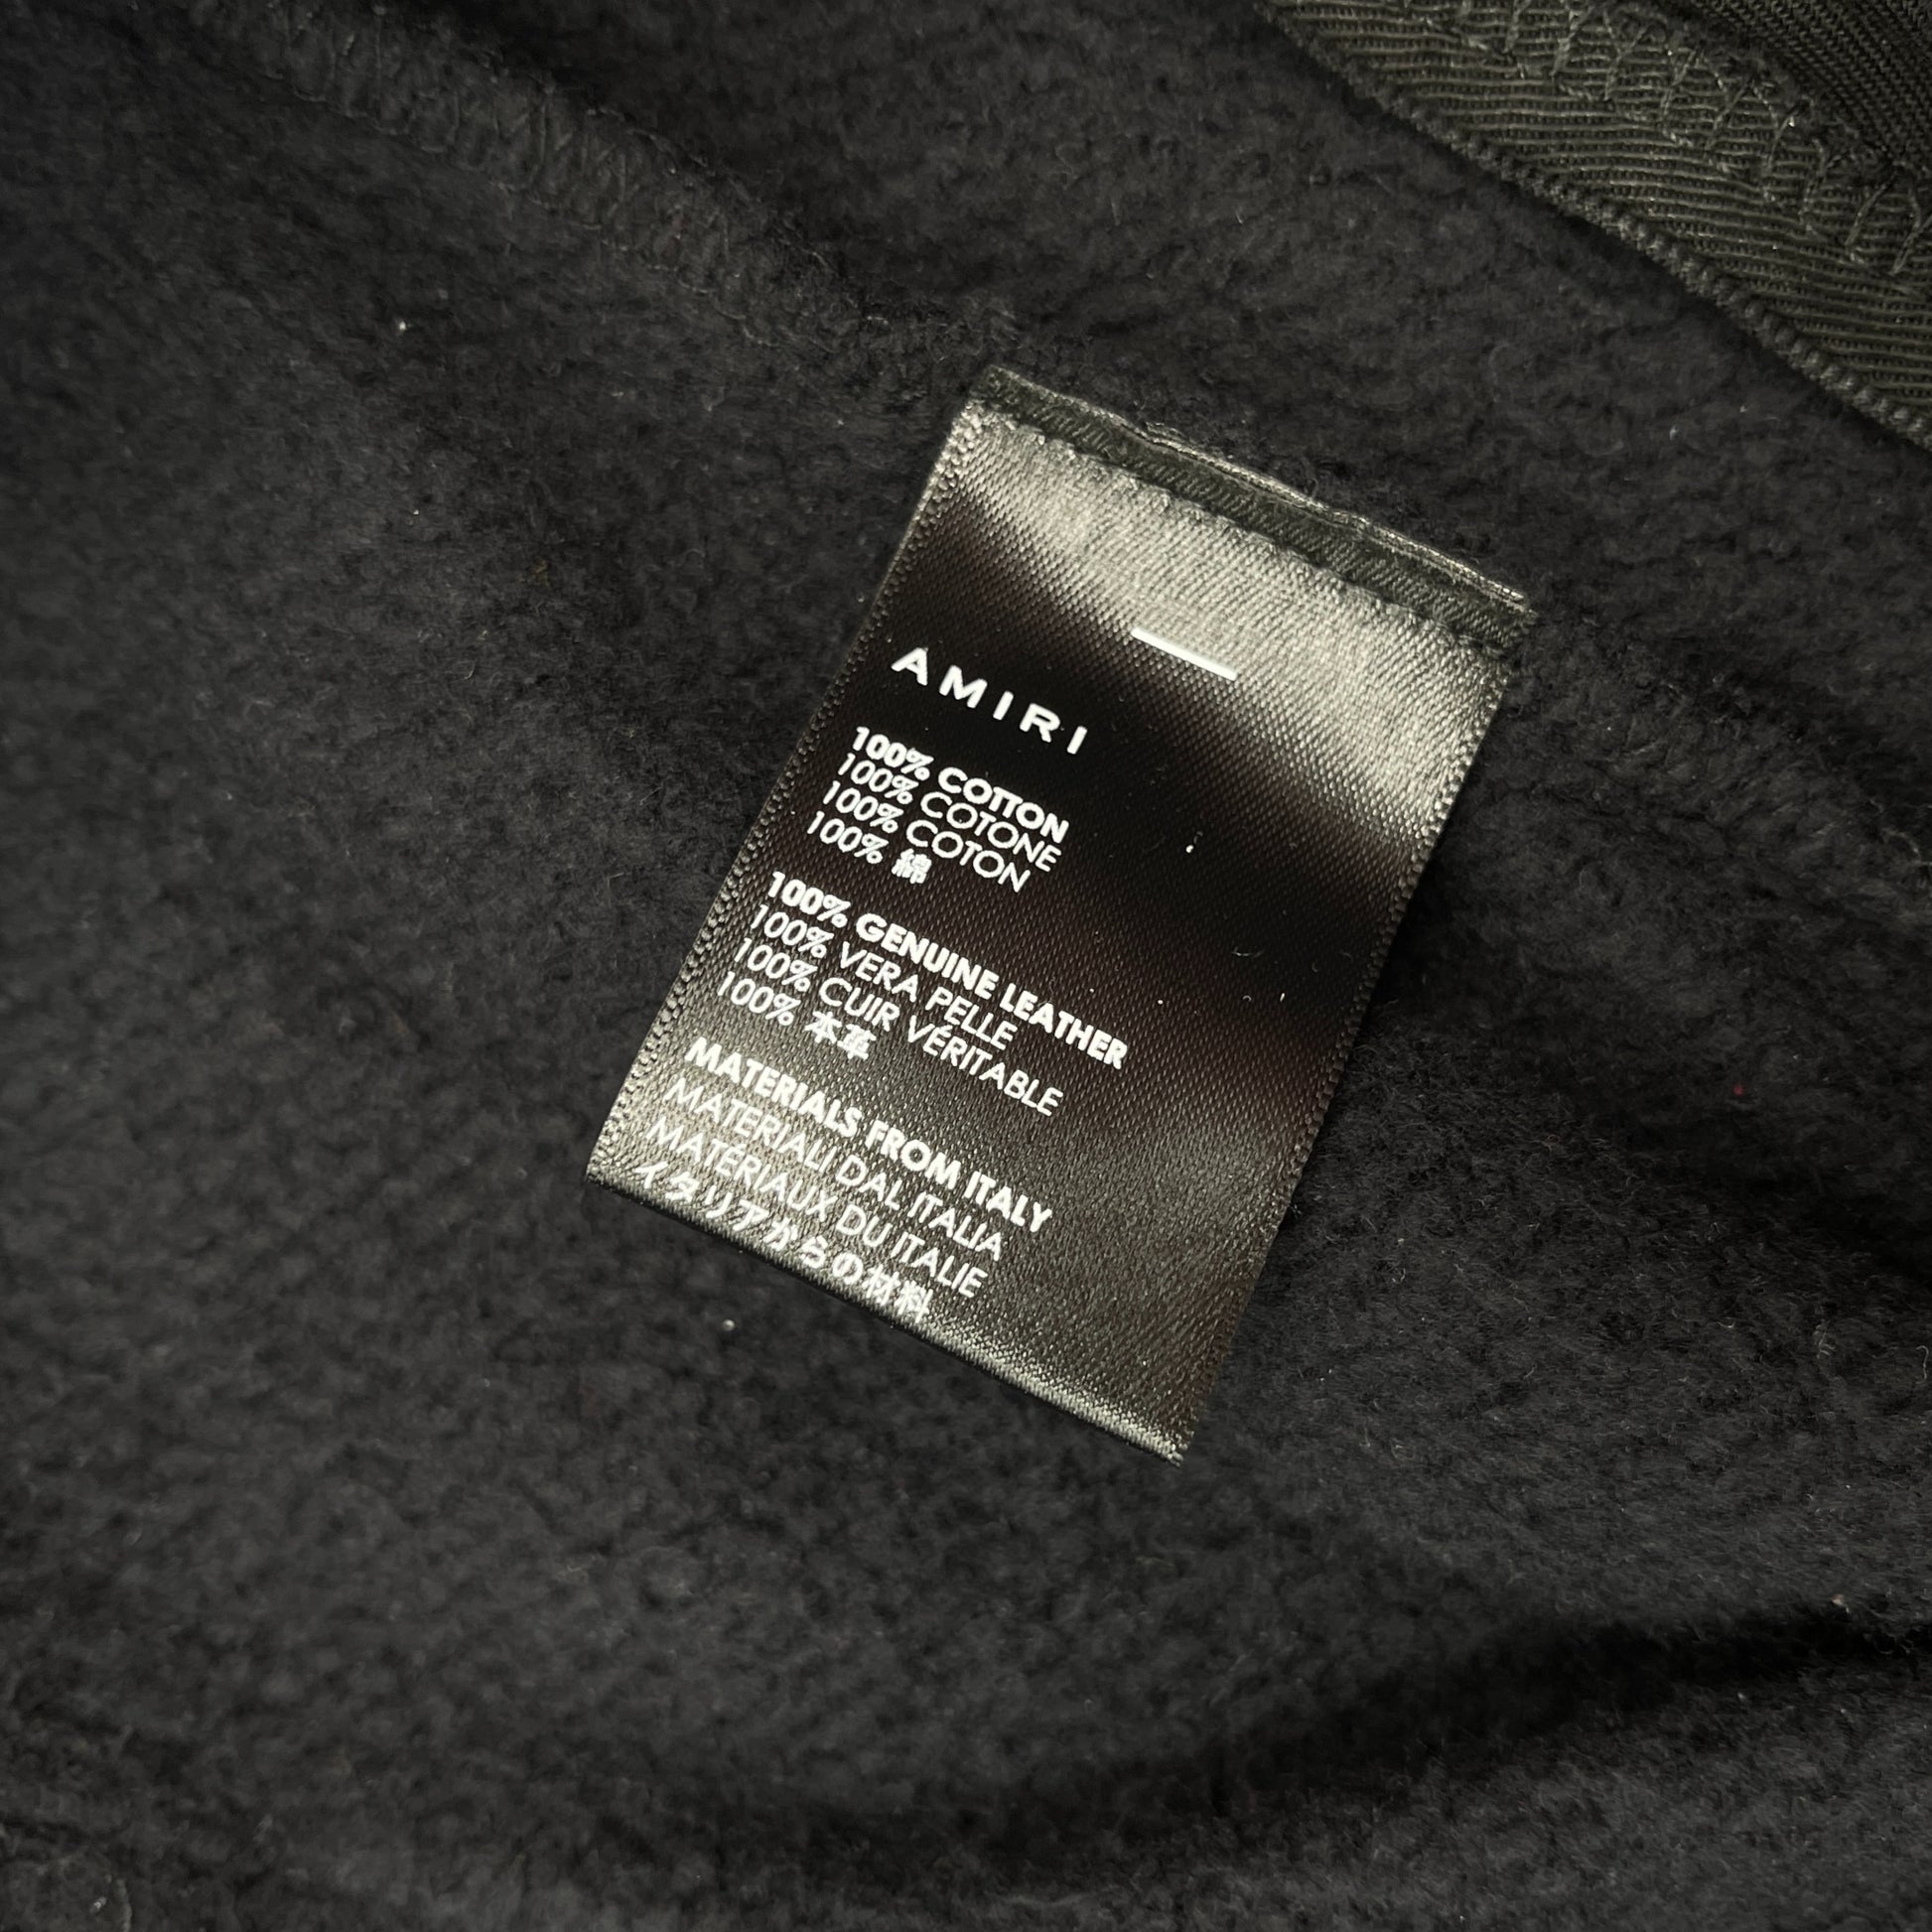 AMIRI
100% COTTON
100% COTONE
100% COTON
100% 綿
100% GENUINE LEATHER
100% VERA PELLE
100% CUIR VÉRITABLE
100% 本革
MATERIALS FROM ITALY
MATERIALI DAL ITALIA
MATÉRIAUX DU ITALIE
イタリアからの材料